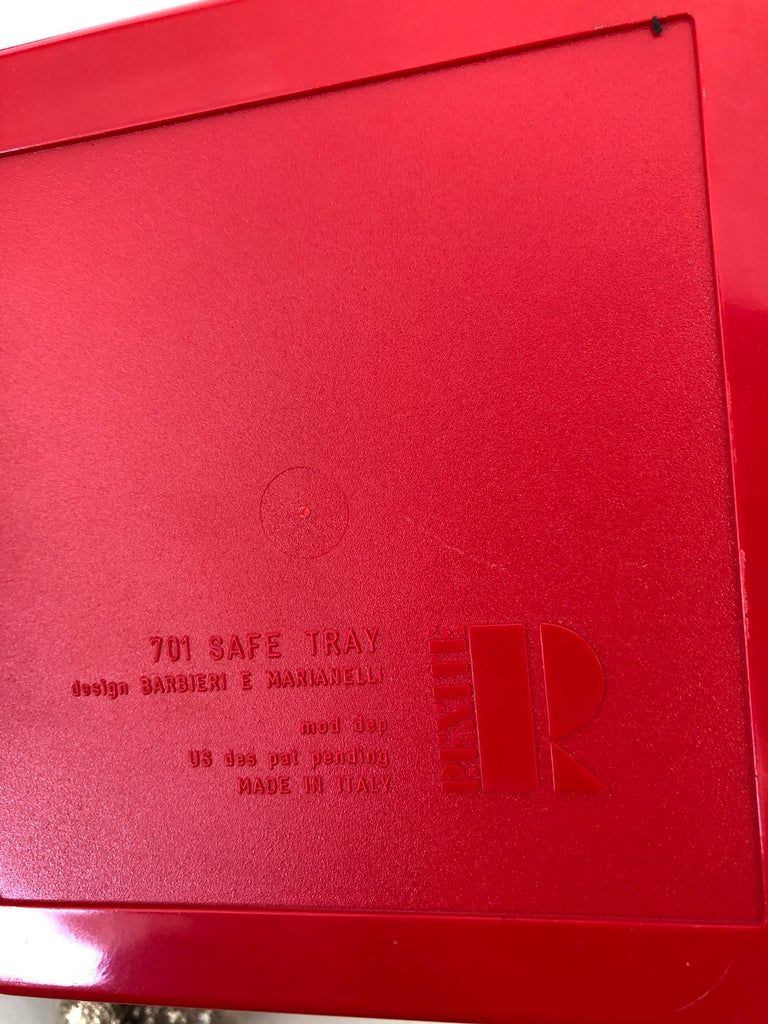 701 SAFE TRAY
design BARBIERI E MARIANELLI
mod dep
US des pat pending
MADE IN ITALY
REXITE
R